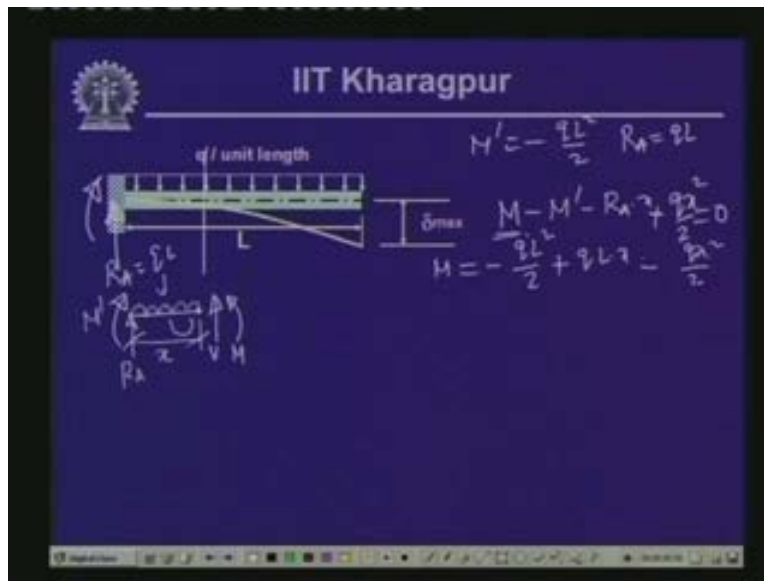 IIT Kharagpur
q / unit length
M' = - qL²/2 R_A = qL
δmax
L
M - M' - R_A x + qx²/2 = 0
M = - qL²/2 + qLx - qx²/2
R_A = qL
M'
x
V M
R_A